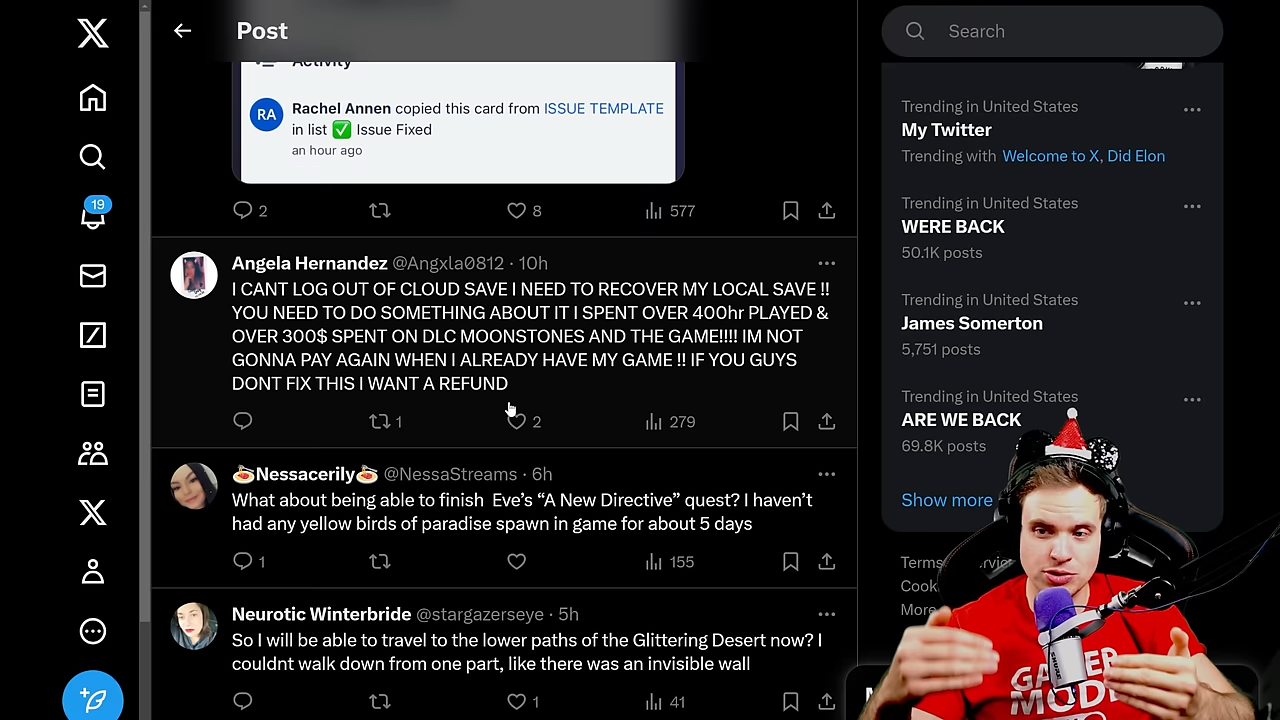 Post
Search
Activity
RA
Rachel Annen copied this card from ISSUE TEMPLATE
in list ✅ Issue Fixed
an hour ago
2
8
577
19
Angela Hernandez @Angxla0812 · 10h
I CANT LOG OUT OF CLOUD SAVE I NEED TO RECOVER MY LOCAL SAVE !!
YOU NEED TO DO SOMETHING ABOUT IT I SPENT OVER 400hr PLAYED &
OVER 300$ SPENT ON DLC MOONSTONES AND THE GAME!!!! IM NOT
GONNA PAY AGAIN WHEN I ALREADY HAVE MY GAME !! IF YOU GUYS
DONT FIX THIS I WANT A REFUND
1
2
279
🍝Nessacerily🍝 @NessaStreams · 6h
What about being able to finish Eve’s “A New Directive” quest? I haven’t
had any yellow birds of paradise spawn in game for about 5 days
1
155
Neurotic Winterbride @stargazerseye · 5h
So I will be able to travel to the lower paths of the Glittering Desert now? I
couldnt walk down from one part, like there was an invisible wall
1
41
Trending in United States
My Twitter
Trending with Welcome to X, Did Elon
Trending in United States
WERE BACK
50.1K posts
Trending in United States
James Somerton
5,751 posts
Trending in United States
ARE WE BACK
69.8K posts
Show more
Terms
More
GAMER
MODE